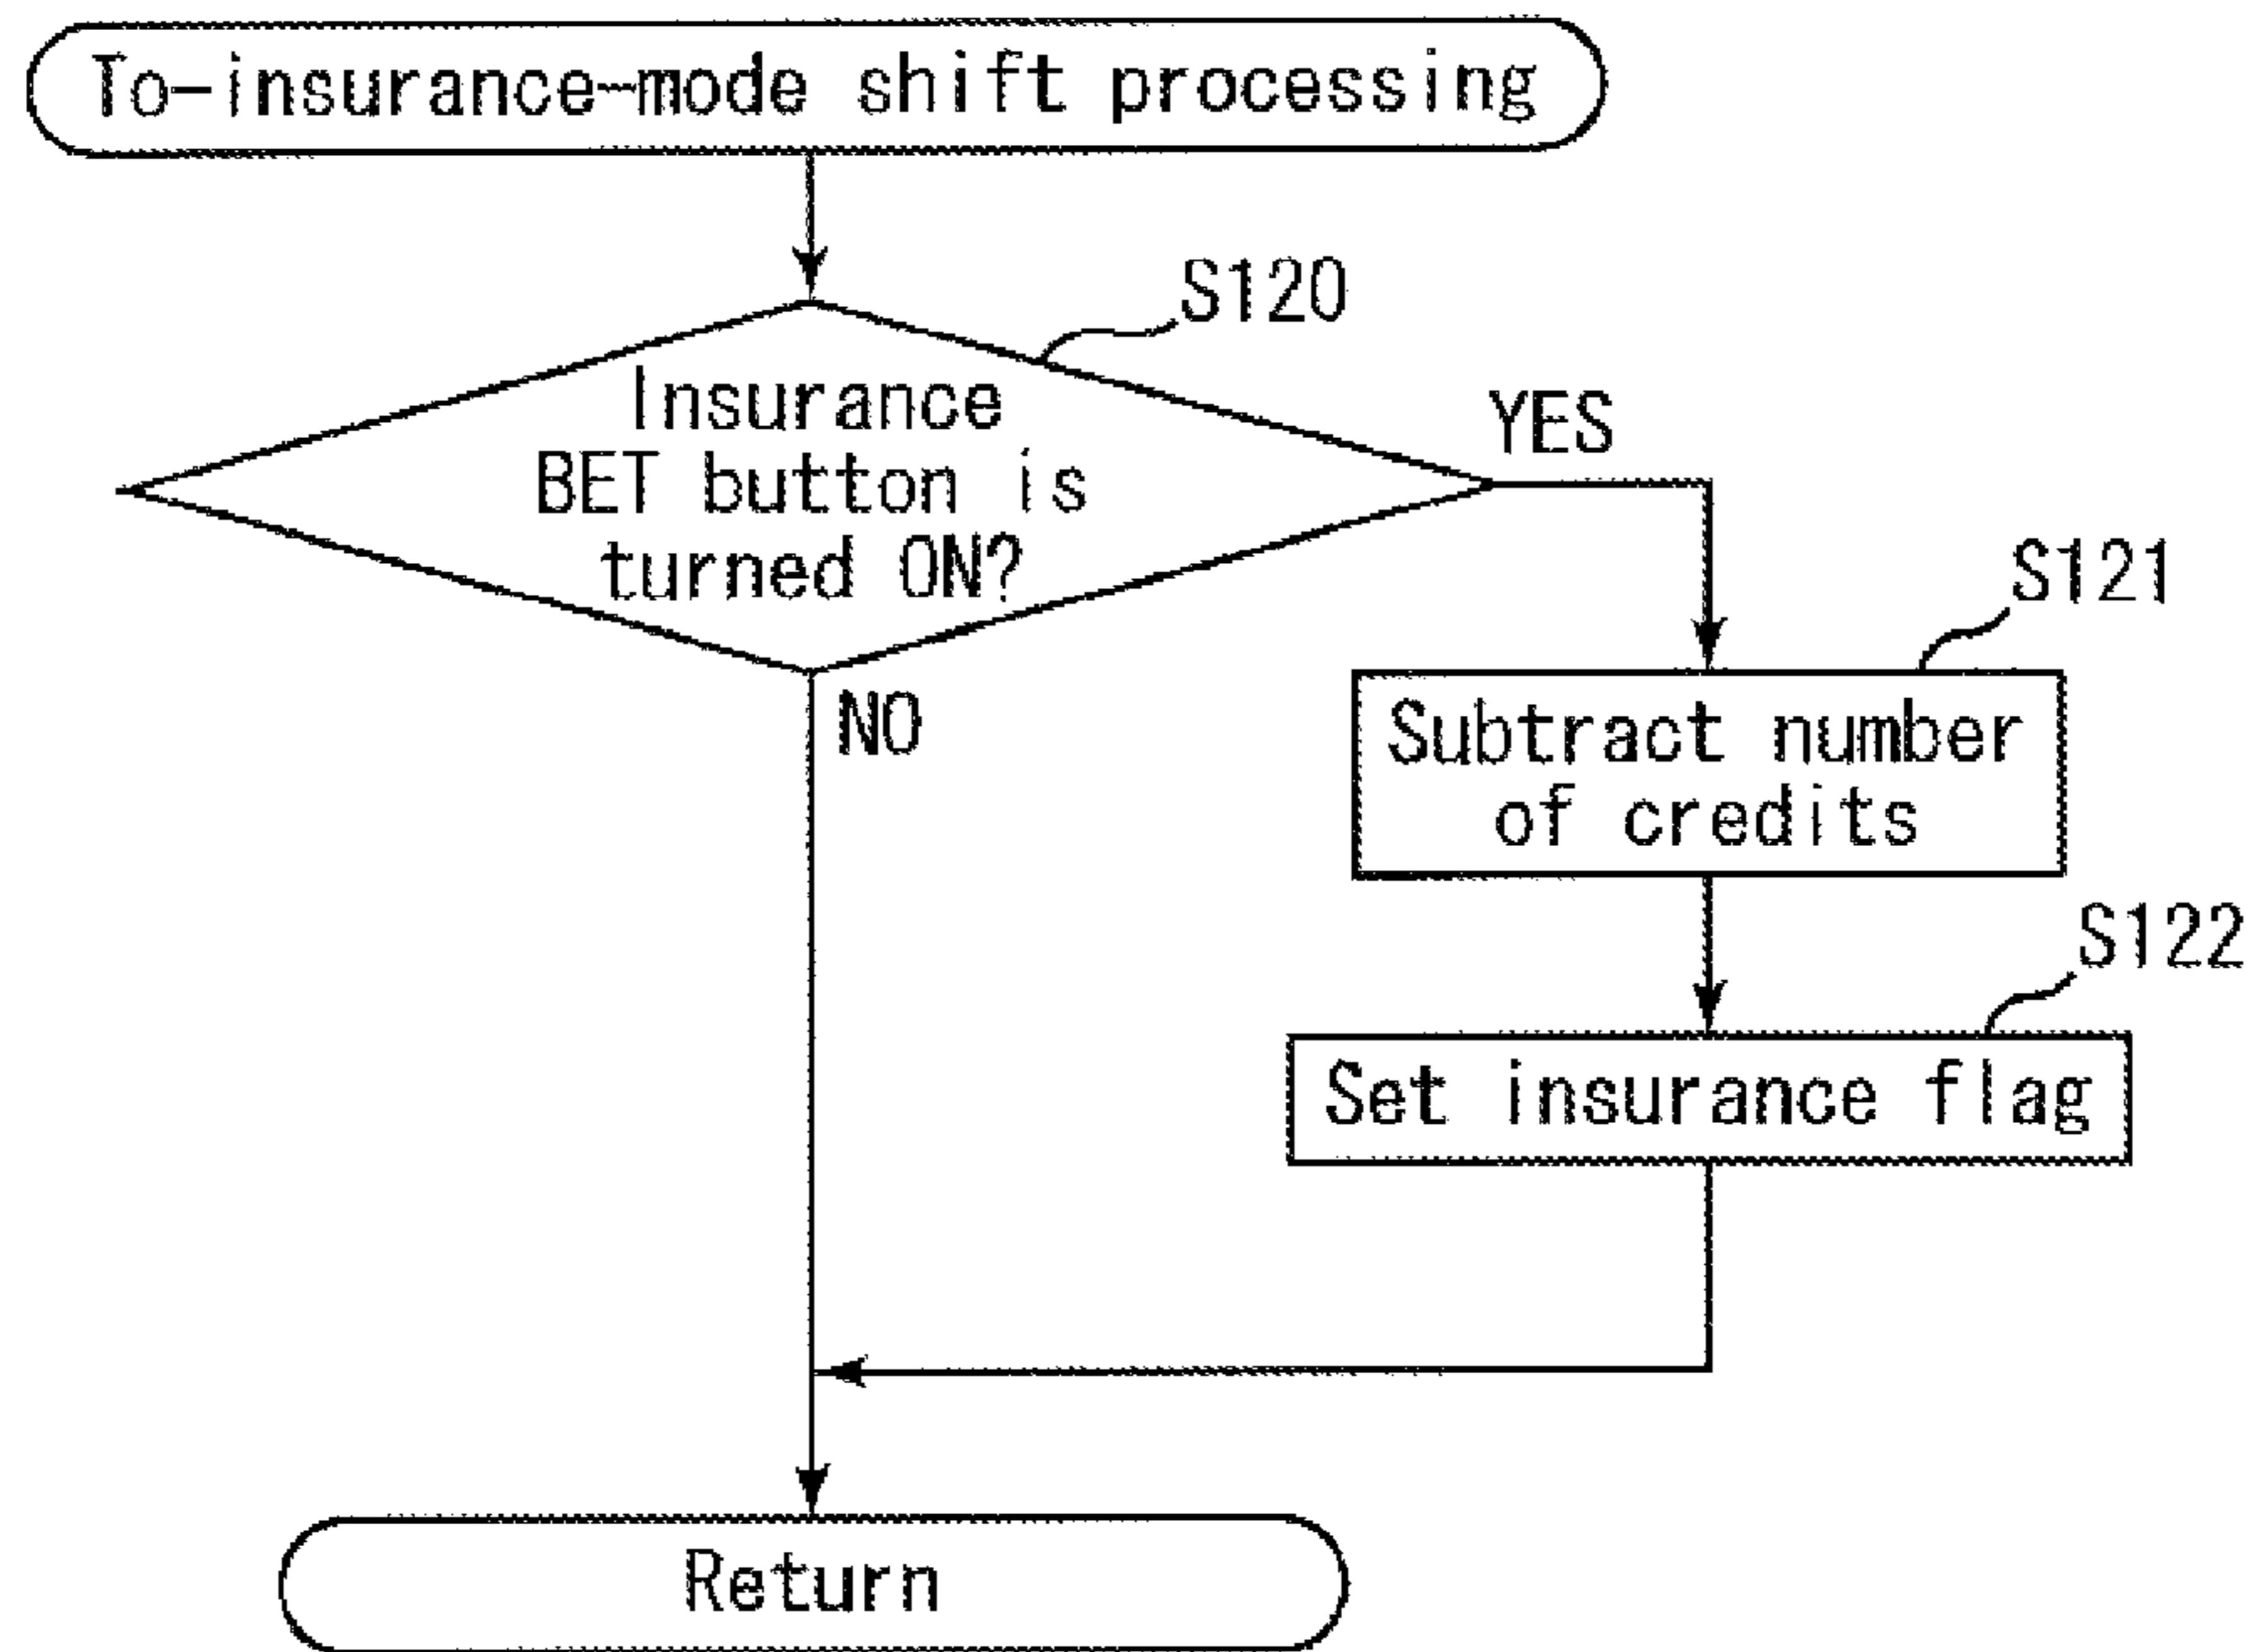 To-insurance-mode shift processing
S120
Insurance
BET button is
turned ON?
YES
NO
S121
Subtract number
of credits
S122
Set insurance flag
Return